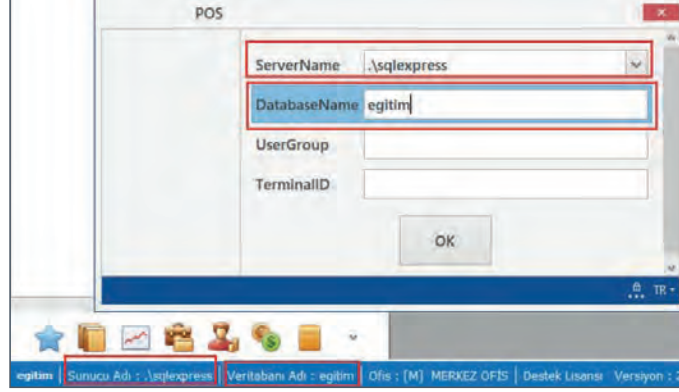 POS
ServerName .\sqlexpress
DatabaseName egitim
UserGroup
TerminalID
OK
TR
egitim Sunucu Adı : .\sqlexpress Veritabanı Adı : egitim Ofis : [M] MERKEZ OFİS Destek Lisansı Versiyon :